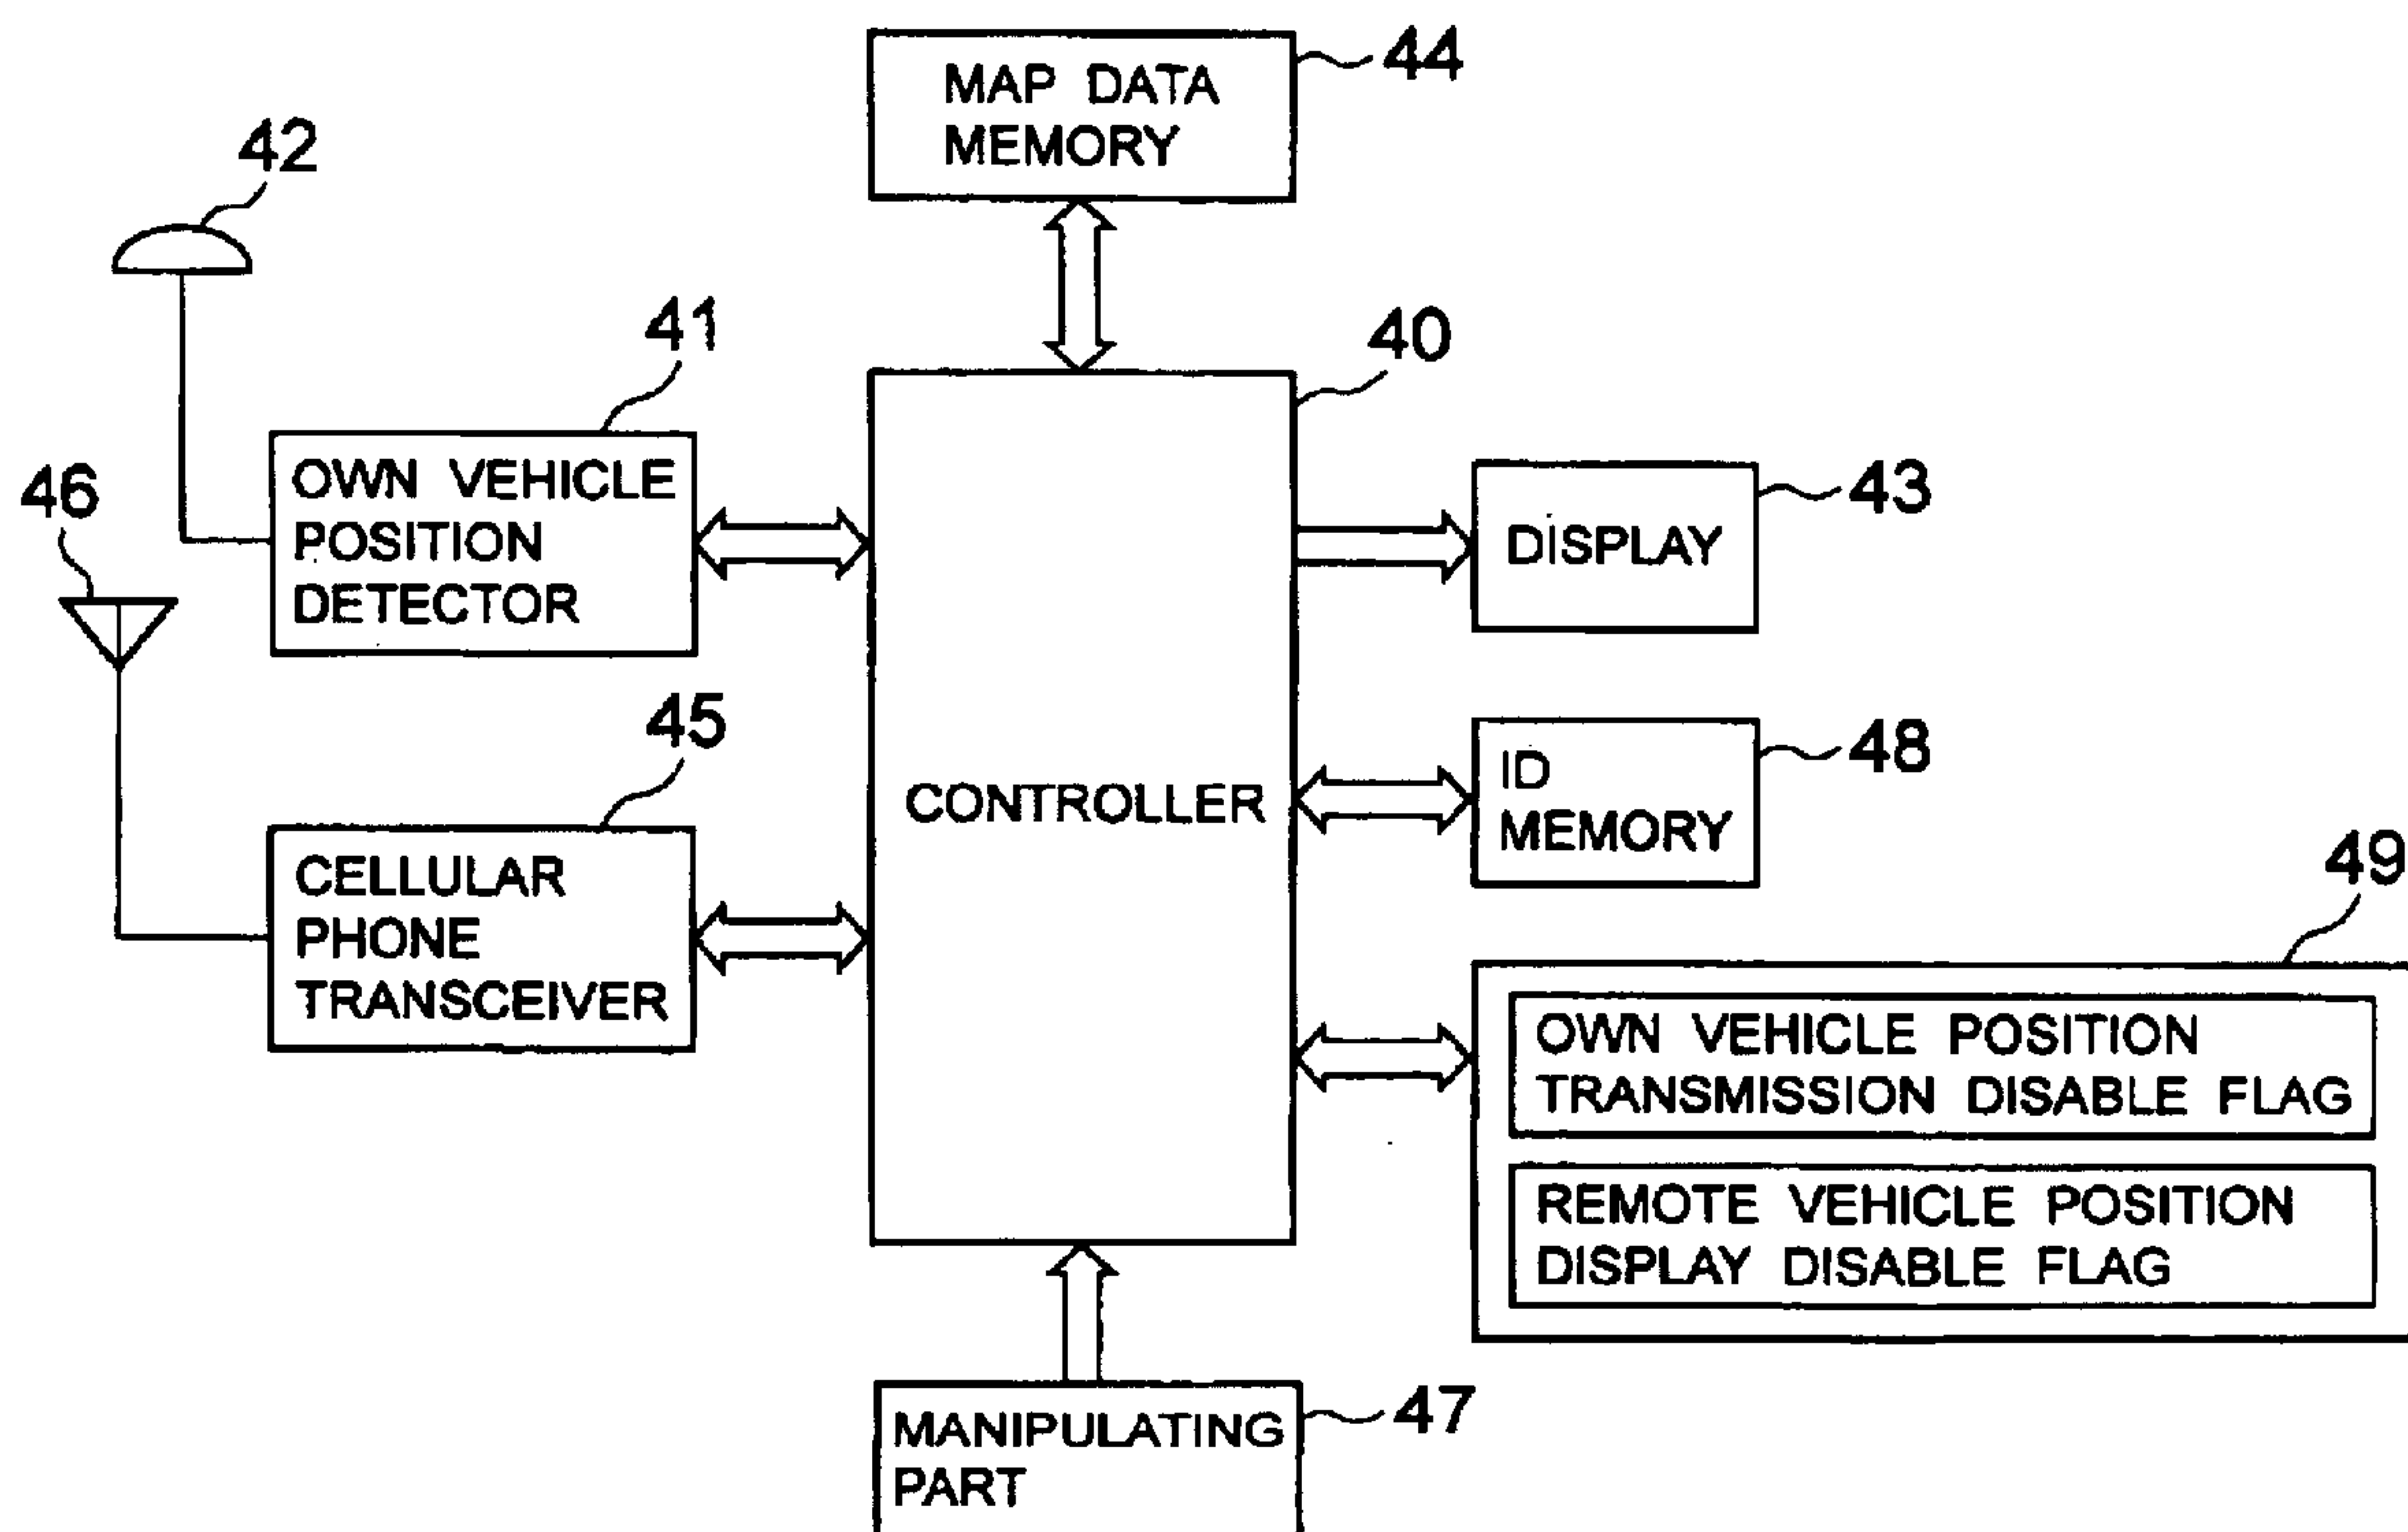 MAP DATA
MEMORY
44
42
41
40
OWN VEHICLE
POSITION
DETECTOR
46
DISPLAY
43
45
CELLULAR
PHONE
TRANSCEIVER
CONTROLLER
ID
MEMORY
48
49
OWN VEHICLE POSITION
TRANSMISSION DISABLE FLAG
REMOTE VEHICLE POSITION
DISPLAY DISABLE FLAG
MANIPULATING
PART
47